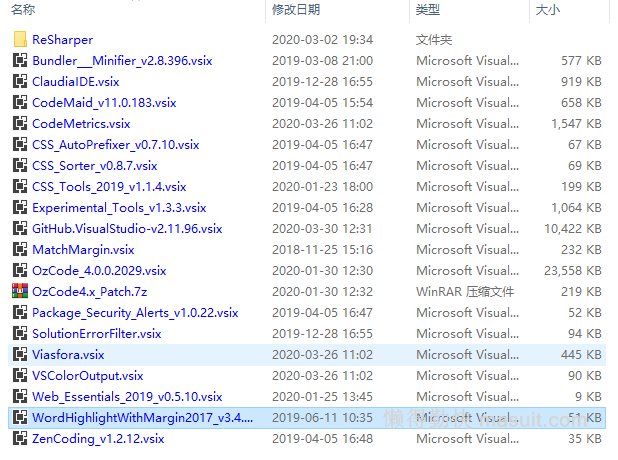 名称 修改日期 类型 大小
ReSharper 2020-03-02 19:34 文件夹
Bundler___Minifier_v2.8.396.vsix 2019-03-08 21:00 Microsoft Visual... 577 KB
ClaudiaIDE.vsix 2019-12-28 16:55 Microsoft Visual... 919 KB
CodeMaid_v11.0.183.vsix 2019-04-05 15:54 Microsoft Visual... 658 KB
CodeMetrics.vsix 2020-03-26 11:02 Microsoft Visual... 1,547 KB
CSS_AutoPrefixer_v0.7.10.vsix 2019-04-05 16:47 Microsoft Visual... 67 KB
CSS_Sorter_v0.8.7.vsix 2019-04-05 16:47 Microsoft Visual... 69 KB
CSS_Tools_2019_v1.1.4.vsix 2020-01-23 18:00 Microsoft Visual... 199 KB
Experimental_Tools_v1.3.3.vsix 2019-04-05 16:28 Microsoft Visual... 1,064 KB
GitHub.VisualStudio-v2.11.96.vsix 2020-03-30 12:31 Microsoft Visual... 10,422 KB
MatchMargin.vsix 2018-11-25 15:16 Microsoft Visual... 232 KB
OzCode_4.0.0.2029.vsix 2020-01-30 12:30 Microsoft Visual... 23,558 KB
OzCode4.x_Patch.7z 2020-01-30 12:32 WinRAR 压缩文件 219 KB
Package_Security_Alerts_v1.0.22.vsix 2019-04-05 16:47 Microsoft Visual... 52 KB
SolutionErrorFilter.vsix 2019-12-28 16:55 Microsoft Visual... 94 KB
Viasfora.vsix 2020-03-26 11:02 Microsoft Visual... 445 KB
VSColorOutput.vsix 2020-03-26 11:02 Microsoft Visual... 90 KB
Web_Essentials_2019_v0.5.10.vsix 2020-01-25 13:45 Microsoft Visual... 9 KB
WordHighlightWithMargin2017_v3.4.... 2019-06-11 10:35 Microsoft Visual... 51 KB
ZenCoding_v1.2.12.vsix 2019-04-05 16:48 Microsoft Visual... 35 KB